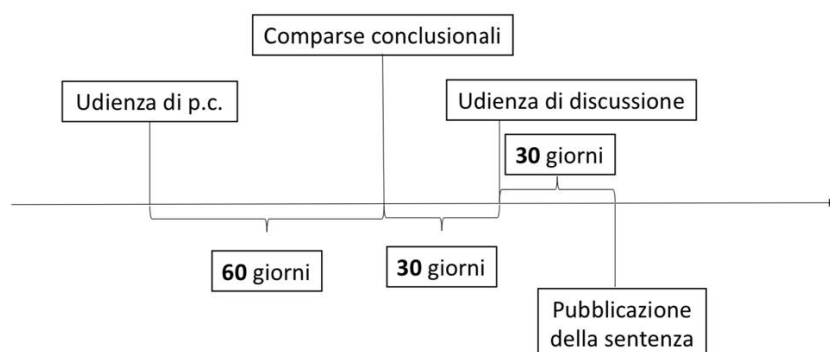 Comparse conclusionali
Udienza di p.c.
Udienza di discussione
30 giorni
60 giorni
30 giorni
Pubblicazione
della sentenza